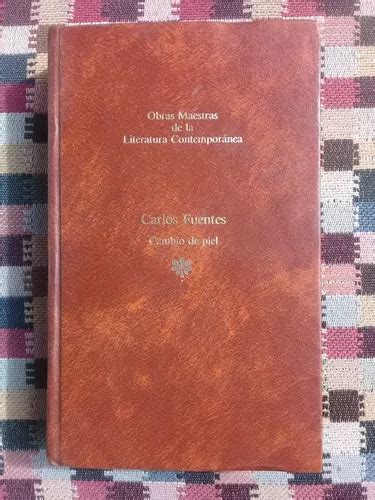 Obras Maestras
de la
Literatura Contemporánea
Carlos Fuentes
Cambio de piel